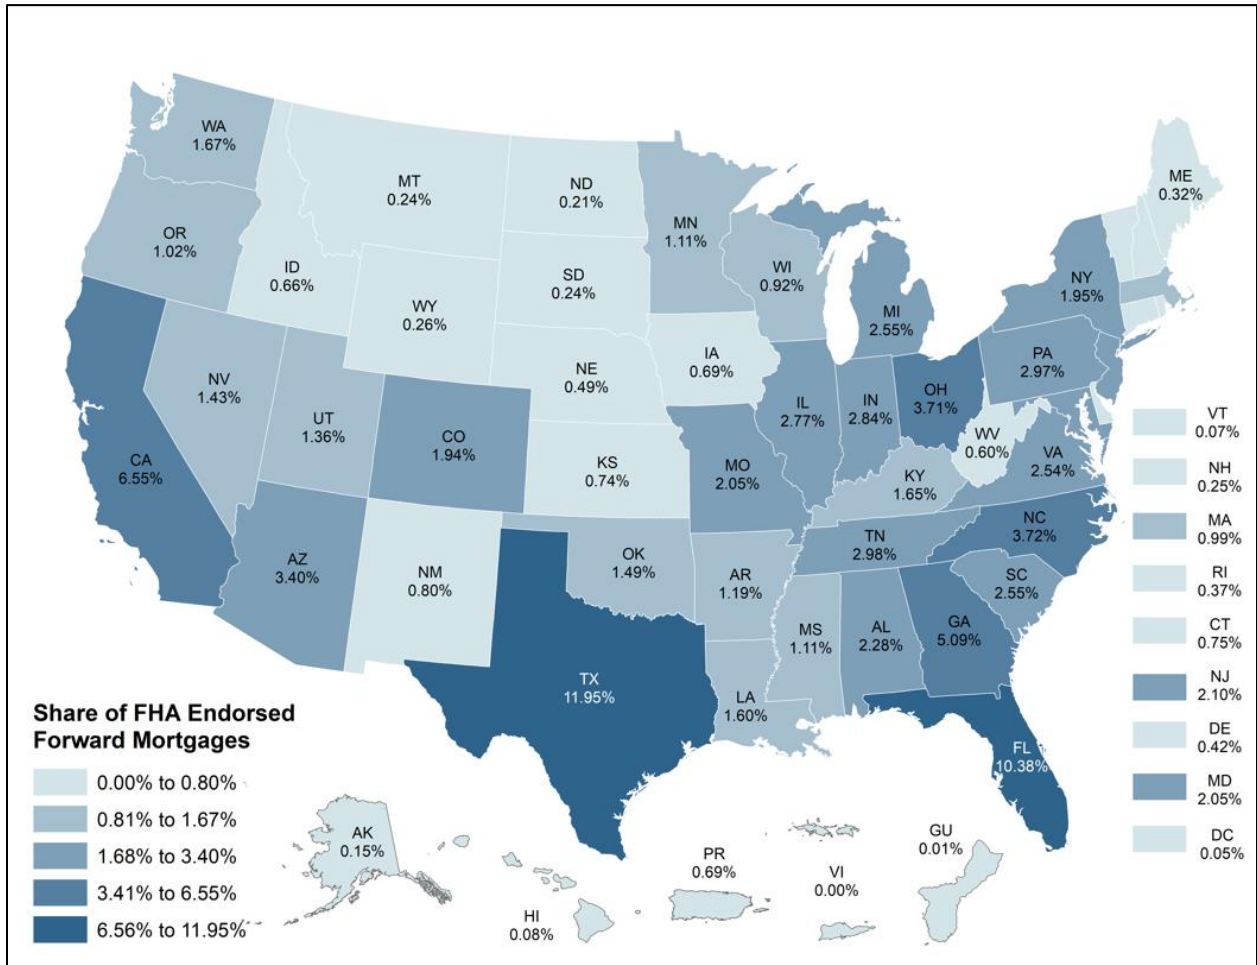 WA
1.67%
MT
0.24%
ND
0.21%
MN
1.11%
ME
0.32%
OR
1.02%
ID
0.66%
SD
0.24%
WI
0.92%
NY
1.95%
WY
0.26%
MI
2.55%
IA
0.69%
PA
2.97%
NE
0.49%
NV
1.43%
UT
1.36%
CO
1.94%
IL
2.77%
IN
2.84%
OH
3.71%
WV
0.60%
VA
2.54%
CA
6.55%
KS
0.74%
MO
2.05%
KY
1.65%
NC
3.72%
TN
2.98%
AZ
3.40%
NM
0.80%
OK
1.49%
AR
1.19%
SC
2.55%
MS
1.11%
AL
2.28%
GA
5.09%
TX
11.95%
LA
1.60%
FL
10.38%
VT
0.07%
NH
0.25%
MA
0.99%
RI
0.37%
CT
0.75%
NJ
2.10%
DE
0.42%
MD
2.05%
DC
0.05%
Share of FHA Endorsed
Forward Mortgages
0.00% to 0.80%
0.81% to 1.67%
1.68% to 3.40%
3.41% to 6.55%
6.56% to 11.95%
AK
0.15%
HI
0.08%
PR
0.69%
VI
0.00%
GU
0.01%